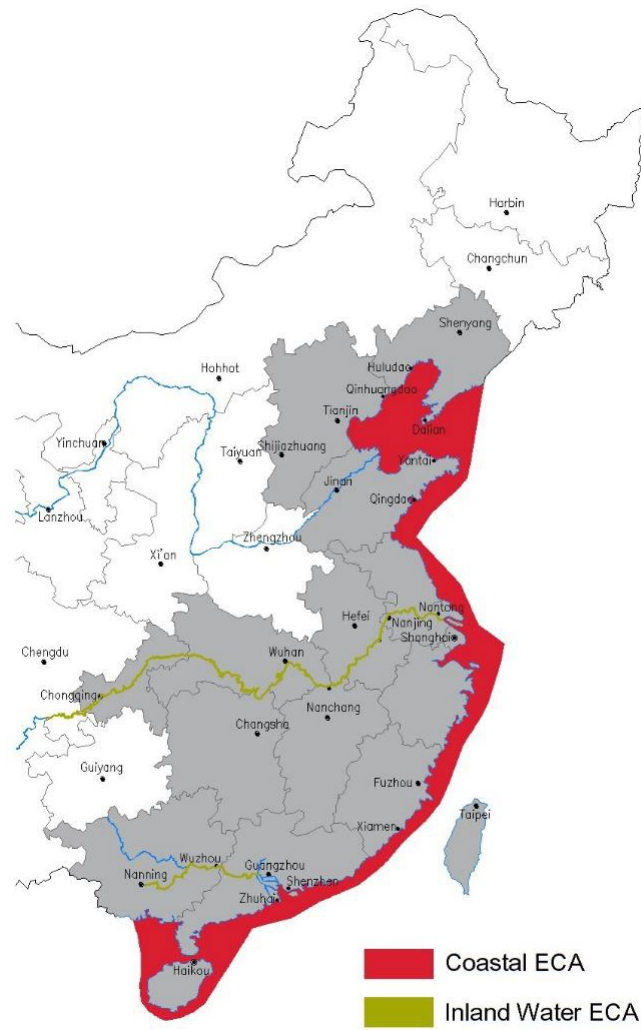 Harbin
Changchun
Shenyang
Hohhot
Huludao
Qinhuangdao
Tianjin
Dalian
Yinchuan
Taiyuan
Shijiazhuang
Yantai
Jinan
Qingdao
Lanzhou
Zhengzhou
Xi'an
Hefei
Nantong
Nanjing
Shanghai
Chengdu
Wuhan
Chongqing
Nanchang
Changsha
Guiyang
Fuzhou
Taipei
Xiamen
Wuzhou
Guangzhou
Nanning
Shenzhen
Zhuhai
Haikou
Coastal ECA
Inland Water ECA